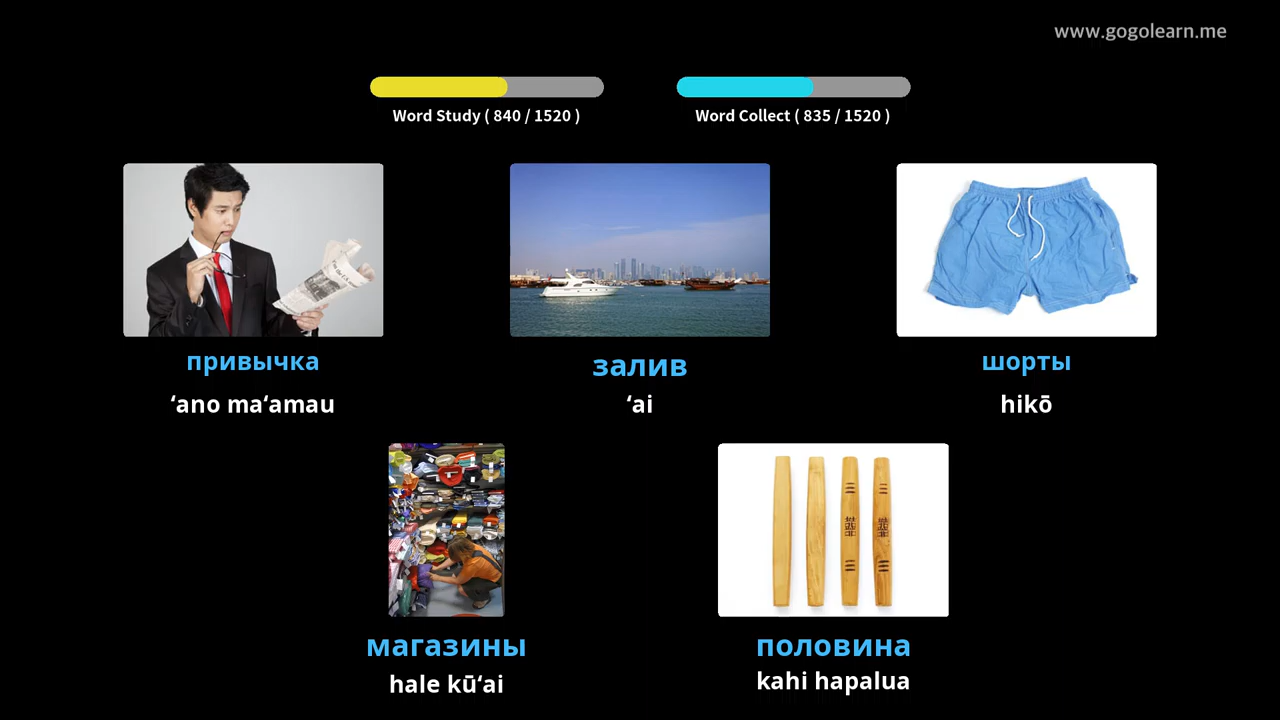 www.gogolearn.me
Word Study ( 840 / 1520 )
Word Collect ( 835 / 1520 )
привычка
ʻano maʻamau
залив
ʻai
шорты
hikō
магазины
hale kūʻai
половина
kahi hapalua